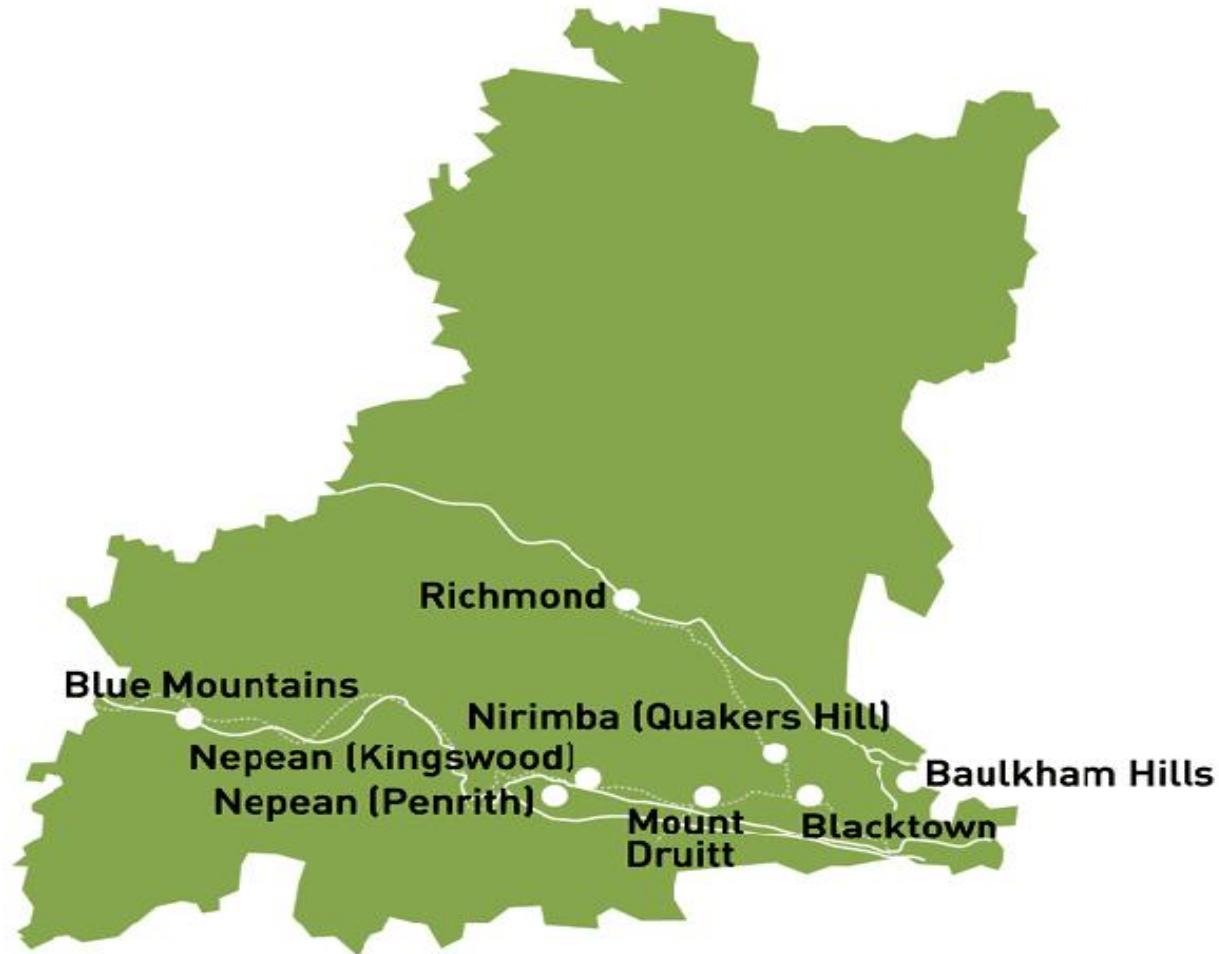 Richmond
Blue Mountains
Nirimba (Quakers Hill)
Nepean (Kingswood)
Baulkham Hills
Nepean (Penrith)
Mount
Druitt
Blacktown